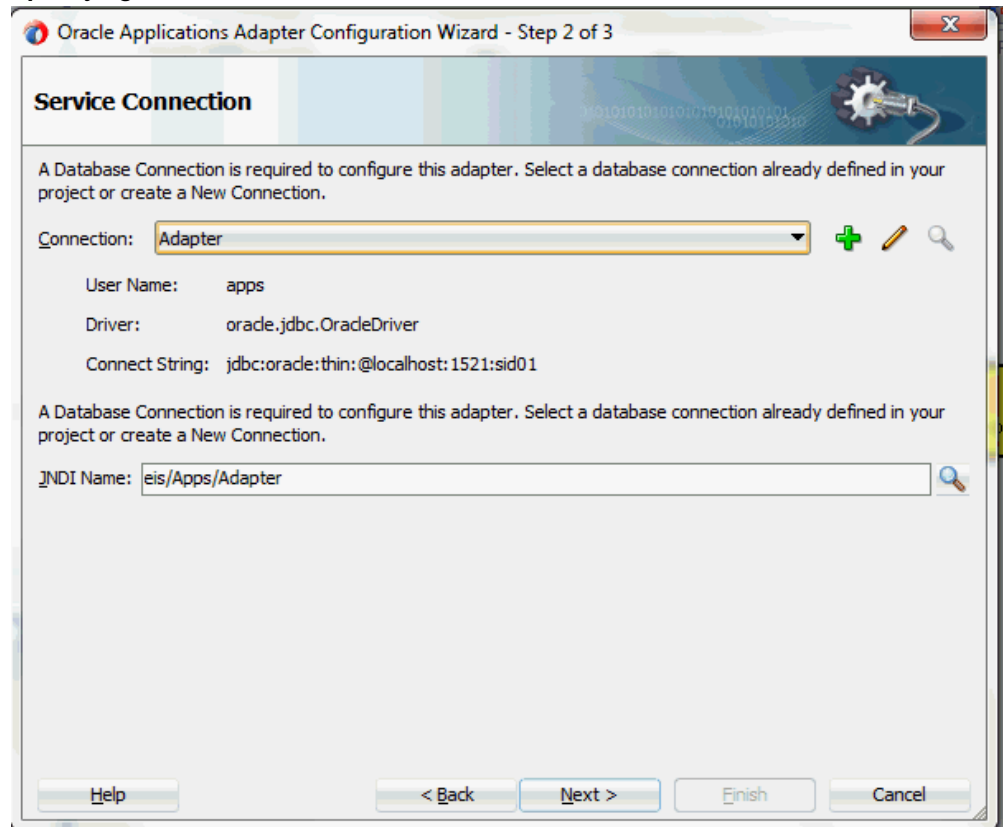 Oracle Applications Adapter Configuration Wizard - Step 2 of 3
Service Connection
A Database Connection is required to configure this adapter. Select a database connection already defined in your
project or create a New Connection.
Connection: Adapter
User Name: apps
Driver: oracle.jdbc.OracleDriver
Connect String: jdbc:oracle:thin:@localhost:1521:sid01
A Database Connection is required to configure this adapter. Select a database connection already defined in your
project or create a New Connection.
JNDI Name: eis/Apps/Adapter
Help < Back Next > Finish Cancel